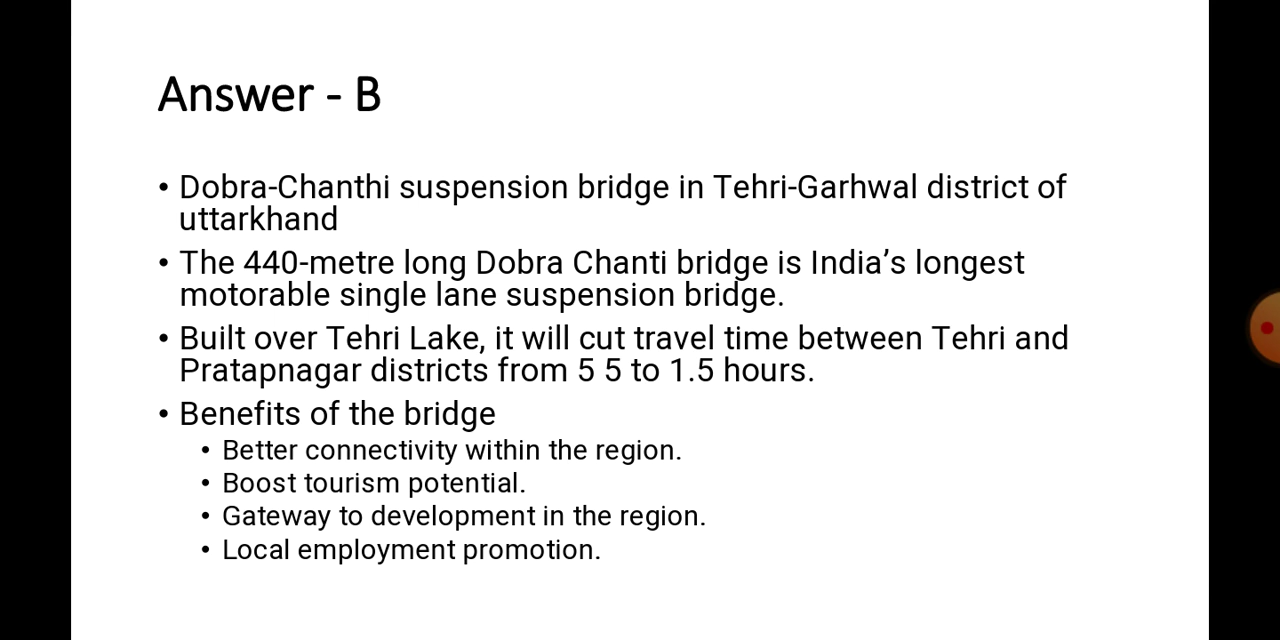 Answer - B
• Dobra-Chanthi suspension bridge in Tehri-Garhwal district of
uttarkhand
• The 440-metre long Dobra Chanti bridge is India’s longest
motorable single lane suspension bridge.
• Built over Tehri Lake, it will cut travel time between Tehri and
Pratapnagar districts from 5 5 to 1.5 hours.
• Benefits of the bridge
• Better connectivity within the region.
• Boost tourism potential.
• Gateway to development in the region.
• Local employment promotion.